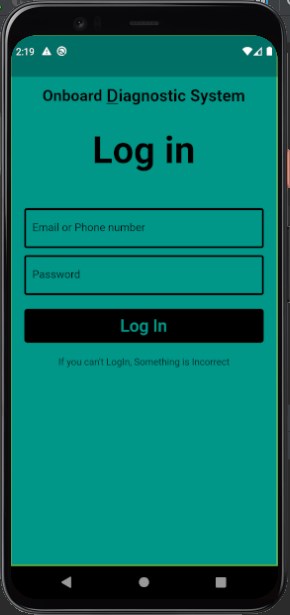 2:19
Onboard Diagnostic System
Log in
Email or Phone number
Password
Log In
If you can't Login, Something is Incorrect